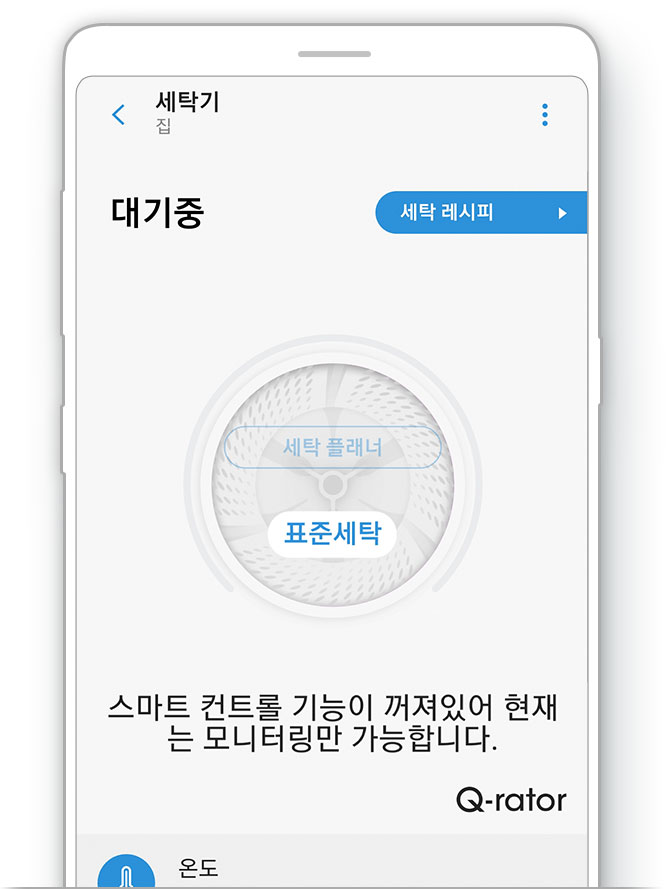 세탁기
집
대기중
세탁 레시피
세탁 플래너
표준세탁
스마트 컨트롤 기능이 꺼져있어 현재
는 모니터링만 가능합니다.
Q-rator
온도